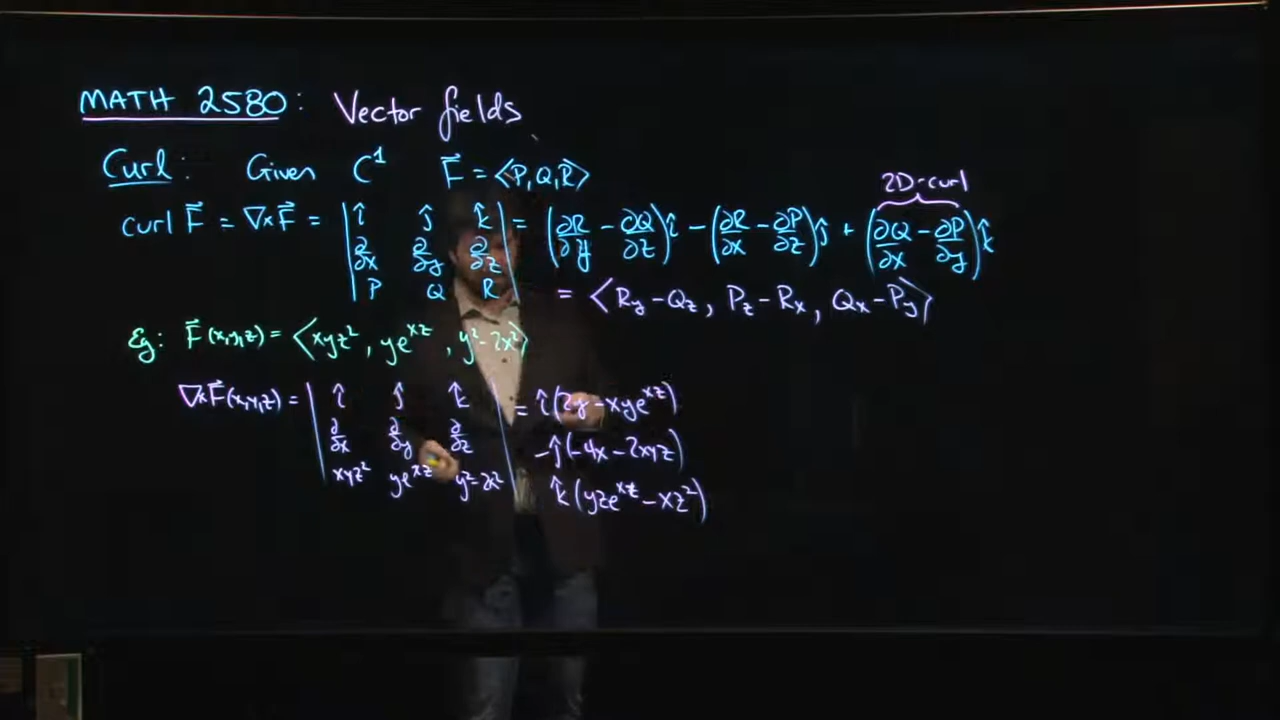 MATH 2580: Vector fields
Curl: Given C¹ F⃗ = ⟨P, Q, R⟩
2D-curl
curl F⃗ = ∇×F⃗ = | î ĵ k̂ | = (∂R/∂y − ∂Q/∂z)î − (∂R/∂x − ∂P/∂z)ĵ + (∂Q/∂x − ∂P/∂y)k̂
∂/∂x ∂/∂y ∂/∂z
P Q R
= ⟨R_y − Q_z, P_z − R_x, Q_x − P_y⟩
Eg: F⃗(x,y,z) = ⟨xyz², ye^{xz}, y²−2x²⟩
∇×F⃗(x,y,z) = | î ĵ k̂ | = î(2y − xye^{xz})
∂/∂x ∂/∂y ∂/∂z −ĵ(−4x − 2xyz)
xyz² ye^{xz} y²−2x² k̂(yze^{xz} − xz²)